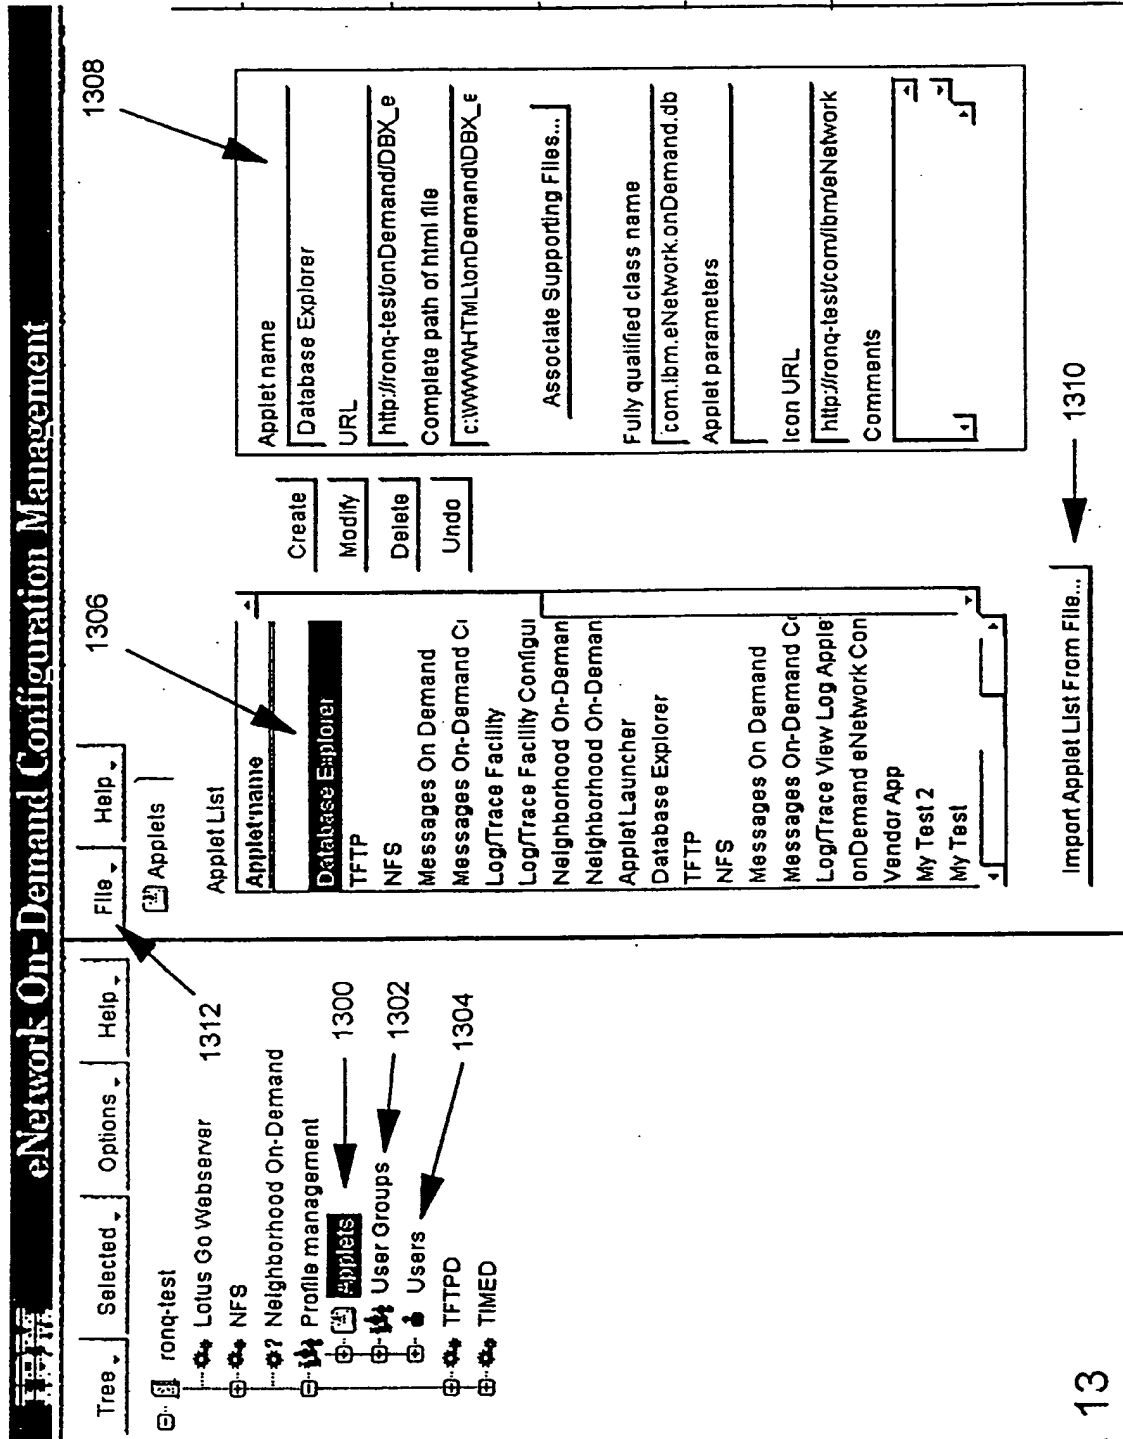 IBM
eNetwork On-Demand Configuration Management
Tree
Selected
Options
Help
ronq-test
Lotus Go Webserver
NFS
? Neighborhood On-Demand
Profile management
Applets
User Groups
Users
TFTPD
TIMED
1312
1300
1302
1304
File
Help
Applets
Applet List
Applet name
Database Explorer
TFTP
NFS
Messages On Demand
Messages On-Demand Co
Log/Trace Facility
Log/Trace Facility Configui
Neighborhood On-Deman
Neighborhood On-Deman
Applet Launcher
Database Explorer
TFTP
NFS
Messages On Demand
Messages On-Demand Co
Log/Trace View Log Apple
onDemand eNetwork Con
Vendor App
My Test 2
My Test
Import Applet List From File...
1306
1310
Create
Modify
Delete
Undo
1308
Applet name
Database Explorer
URL
http://ronq-test/onDemand/DBX_e
Complete path of html file
c:\WWW\HTML\onDemand\DBX_e
Associate Supporting Files...
Fully qualified class name
com.ibm.eNetwork.onDemand.db
Applet parameters
Icon URL
http://ronq-test/com/ibm/eNetwork
Comments
13